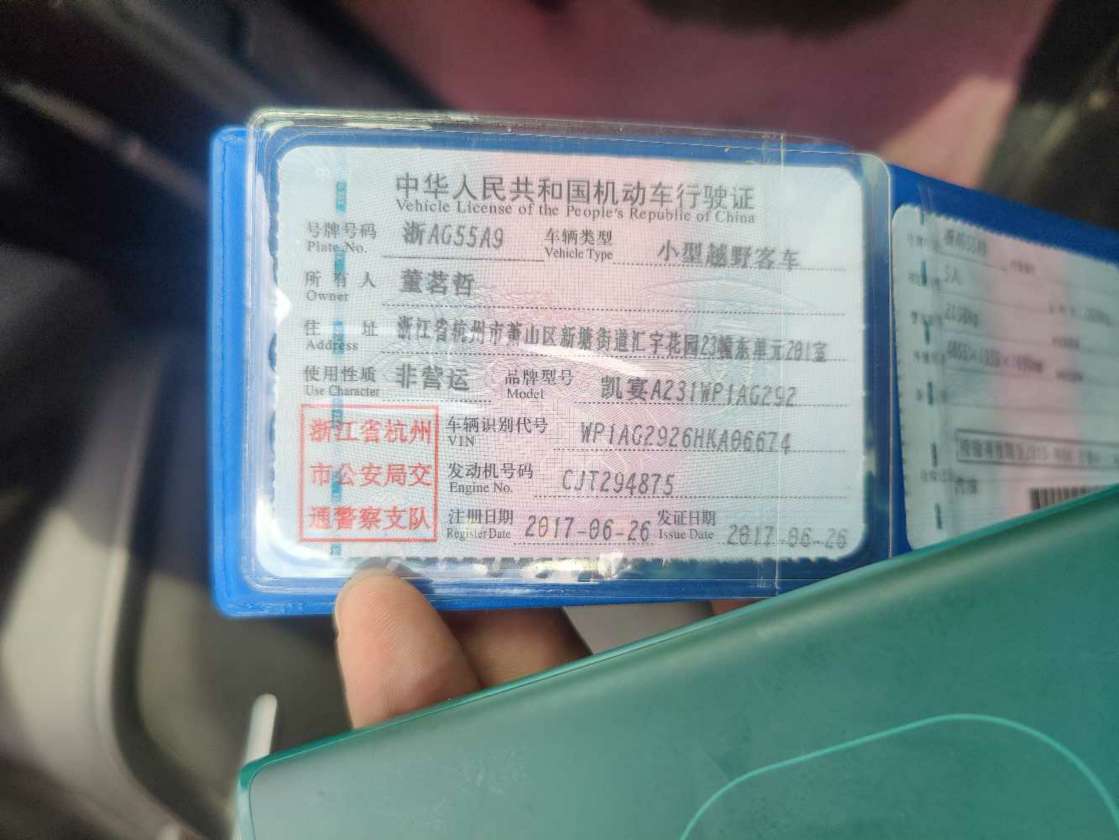 中华人民共和国机动车行驶证
Vehicle License of the People's Republic of China
号牌号码 浙AG55A9 车辆类型 小型越野客车
Plate No. Vehicle Type
所有人 董茗哲
Owner
住址 浙江省杭州市萧山区新塘街道汇宇花园23幢东单元201室
Address
使用性质 非营运 品牌型号 凯宴A231WP1AG292
Use Character Model
浙江省杭州
市公安局交
通警察支队
车辆识别代号 WP1AG2926HKA06674
VIN
发动机号码 CJT294875
Engine No.
注册日期 2017-06-26 发证日期 2017-06-26
Register Date Issue Date